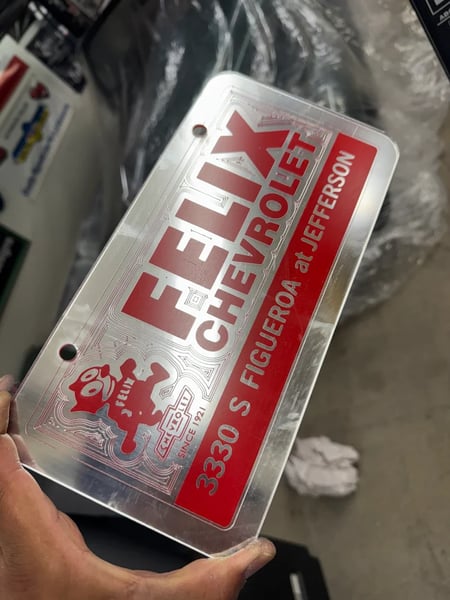 FELIX
CHEVROLET
3330 S FIGUEROA at JEFFERSON
FELIX
CHEVROLET
SINCE 1921